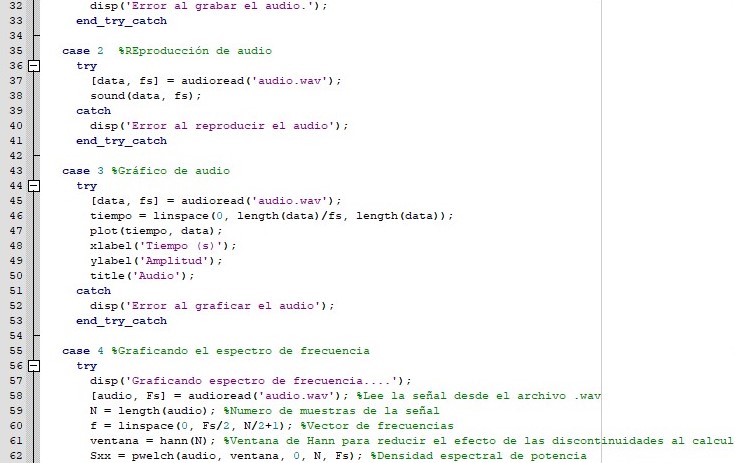 32 disp('Error al grabar el audio.');
33 end_try_catch
34
35 case 2 %REproducción de audio
36 try
37 [data, fs] = audioread('audio.wav');
38 sound(data, fs);
39 catch
40 disp('Error al reproducir el audio');
41 end_try_catch
42
43 case 3 %Gráfico de audio
44 try
45 [data, fs] = audioread('audio.wav');
46 tiempo = linspace(0, length(data)/fs, length(data));
47 plot(tiempo, data);
48 xlabel('Tiempo (s)');
49 ylabel('Amplitud');
50 title('Audio');
51 catch
52 disp('Error al graficar el audio');
53 end_try_catch
54
55 case 4 %Graficando el espectro de frecuencia
56 try
57 disp('Graficando espectro de frecuencia....');
58 [audio, Fs] = audioread('audio.wav'); %Lee la señal desde el archivo .wav
59 N = length(audio); %Numero de muestras de la señal
60 f = linspace(0, Fs/2, N/2+1); %Vector de frecuencias
61 ventana = hann(N); %Ventana de Hann para reducir el efecto de las discontinuidades al calcul
62 Sxx = pwelch(audio, ventana, 0, N, Fs); %Densidad espectral de potencia